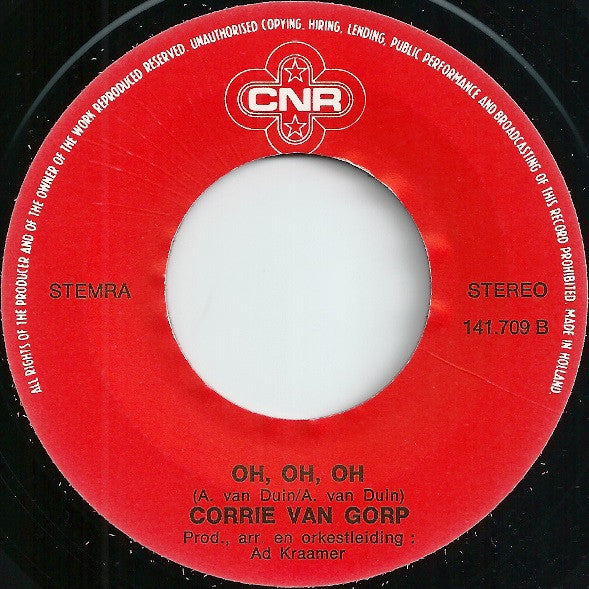 ALL RIGHTS OF THE PRODUCER AND OF THE OWNER OF THE WORK REPRODUCED RESERVED. UNAUTHORISED COPYING, HIRING, LENDING, PUBLIC PERFORMANCE AND BROADCASTING OF THIS RECORD PROHIBITED. MADE IN HOLLAND.
CNR
STEMRA
STEREO
141.709 B
OH, OH, OH
(A. van Duin/A. van Duin)
CORRIE VAN GORP
Prod., arr en orkestleiding :
Ad Kraamer